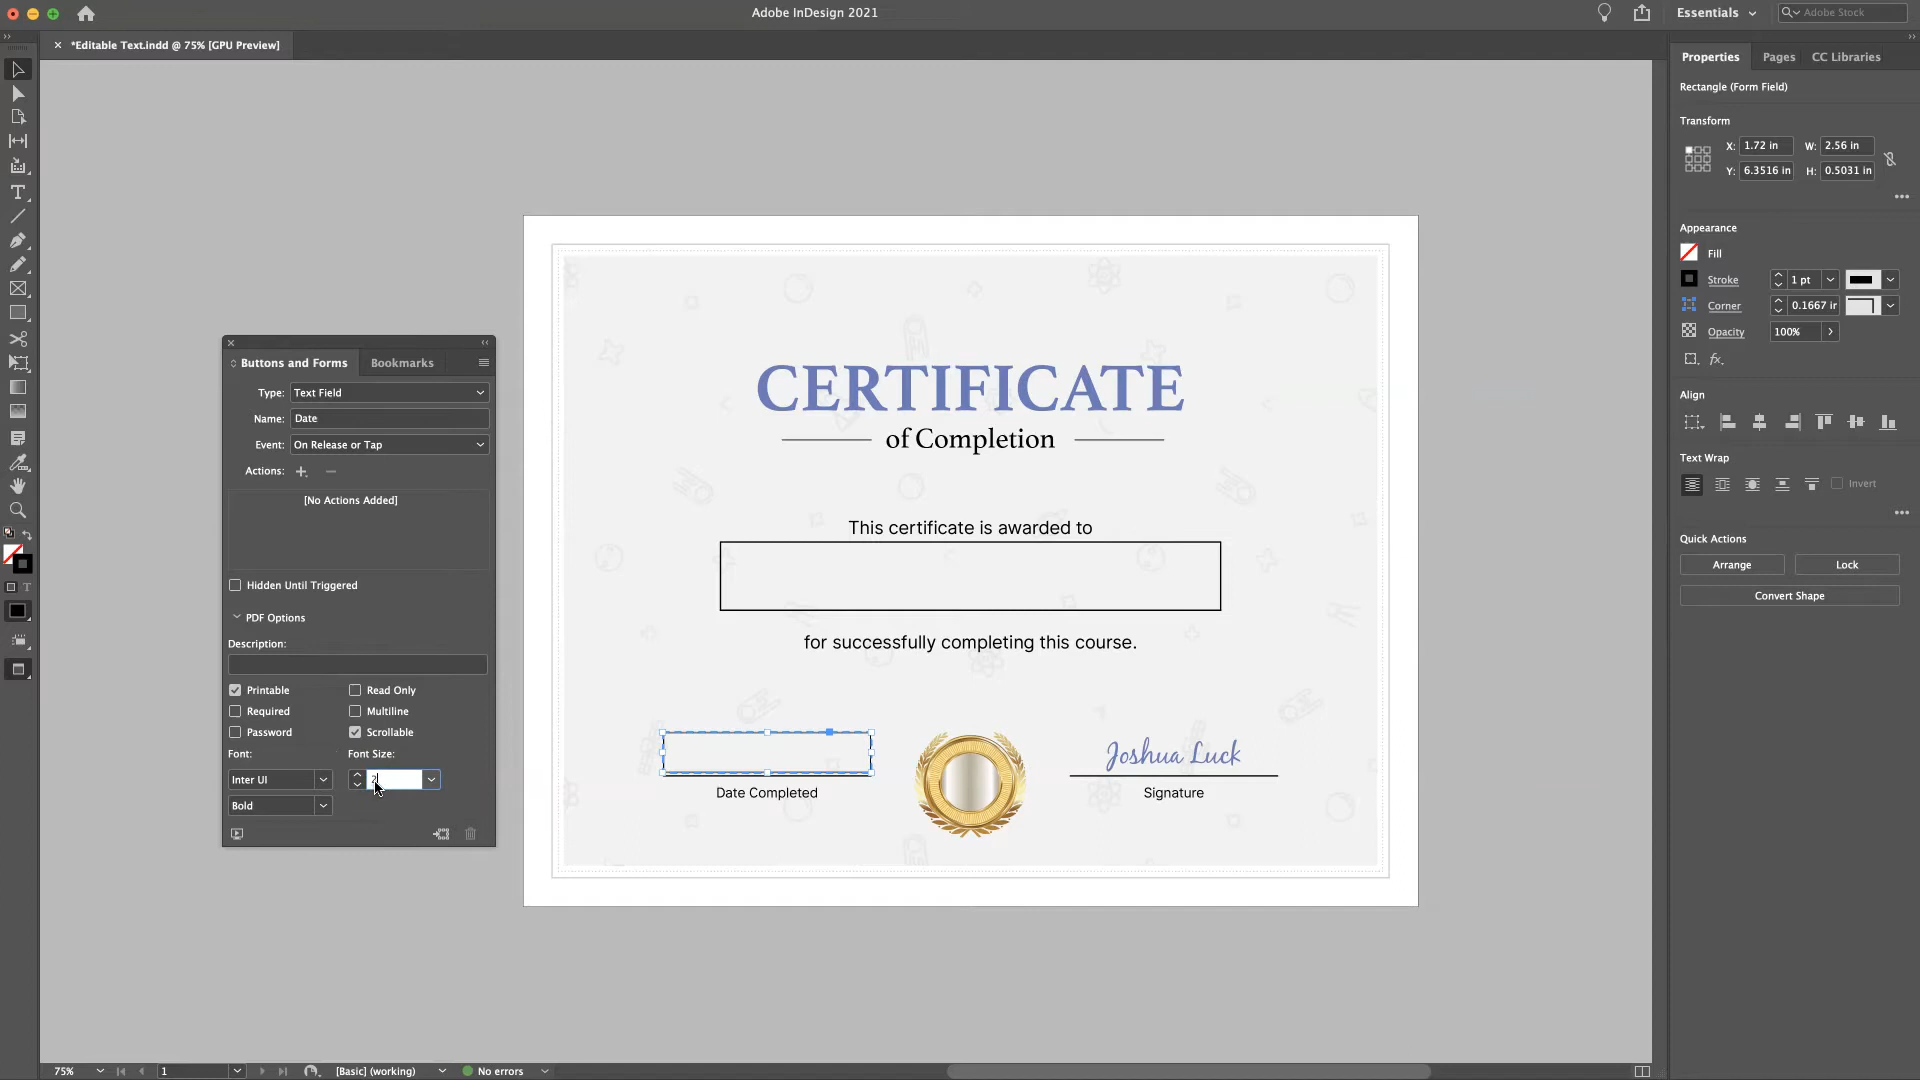 Adobe InDesign 2021
Essentials
Adobe Stock
*Editable Text.indd @ 75% [GPU Preview]
Properties
Pages
CC Libraries
Rectangle (Form Field)
Transform
X: 1.72 in
W: 2.56 in
Y: 6.3516 in
H: 0.5031 in
Appearance
Fill
Stroke
1 pt
Corner
0.1667 in
Opacity
100%
fx.
Align
Text Wrap
Invert
Quick Actions
Arrange
Lock
Convert Shape
Buttons and Forms
Bookmarks
Type: Text Field
Name: Date
Event: On Release or Tap
Actions:
[No Actions Added]
Hidden Until Triggered
PDF Options
Description:
Printable
Read Only
Required
Multiline
Password
Scrollable
Font:
Font Size:
Inter UI
2
Bold
CERTIFICATE
of Completion
This certificate is awarded to
for successfully completing this course.
Date Completed
Joshua Luck
Signature
75%
1
[Basic] (working)
No errors